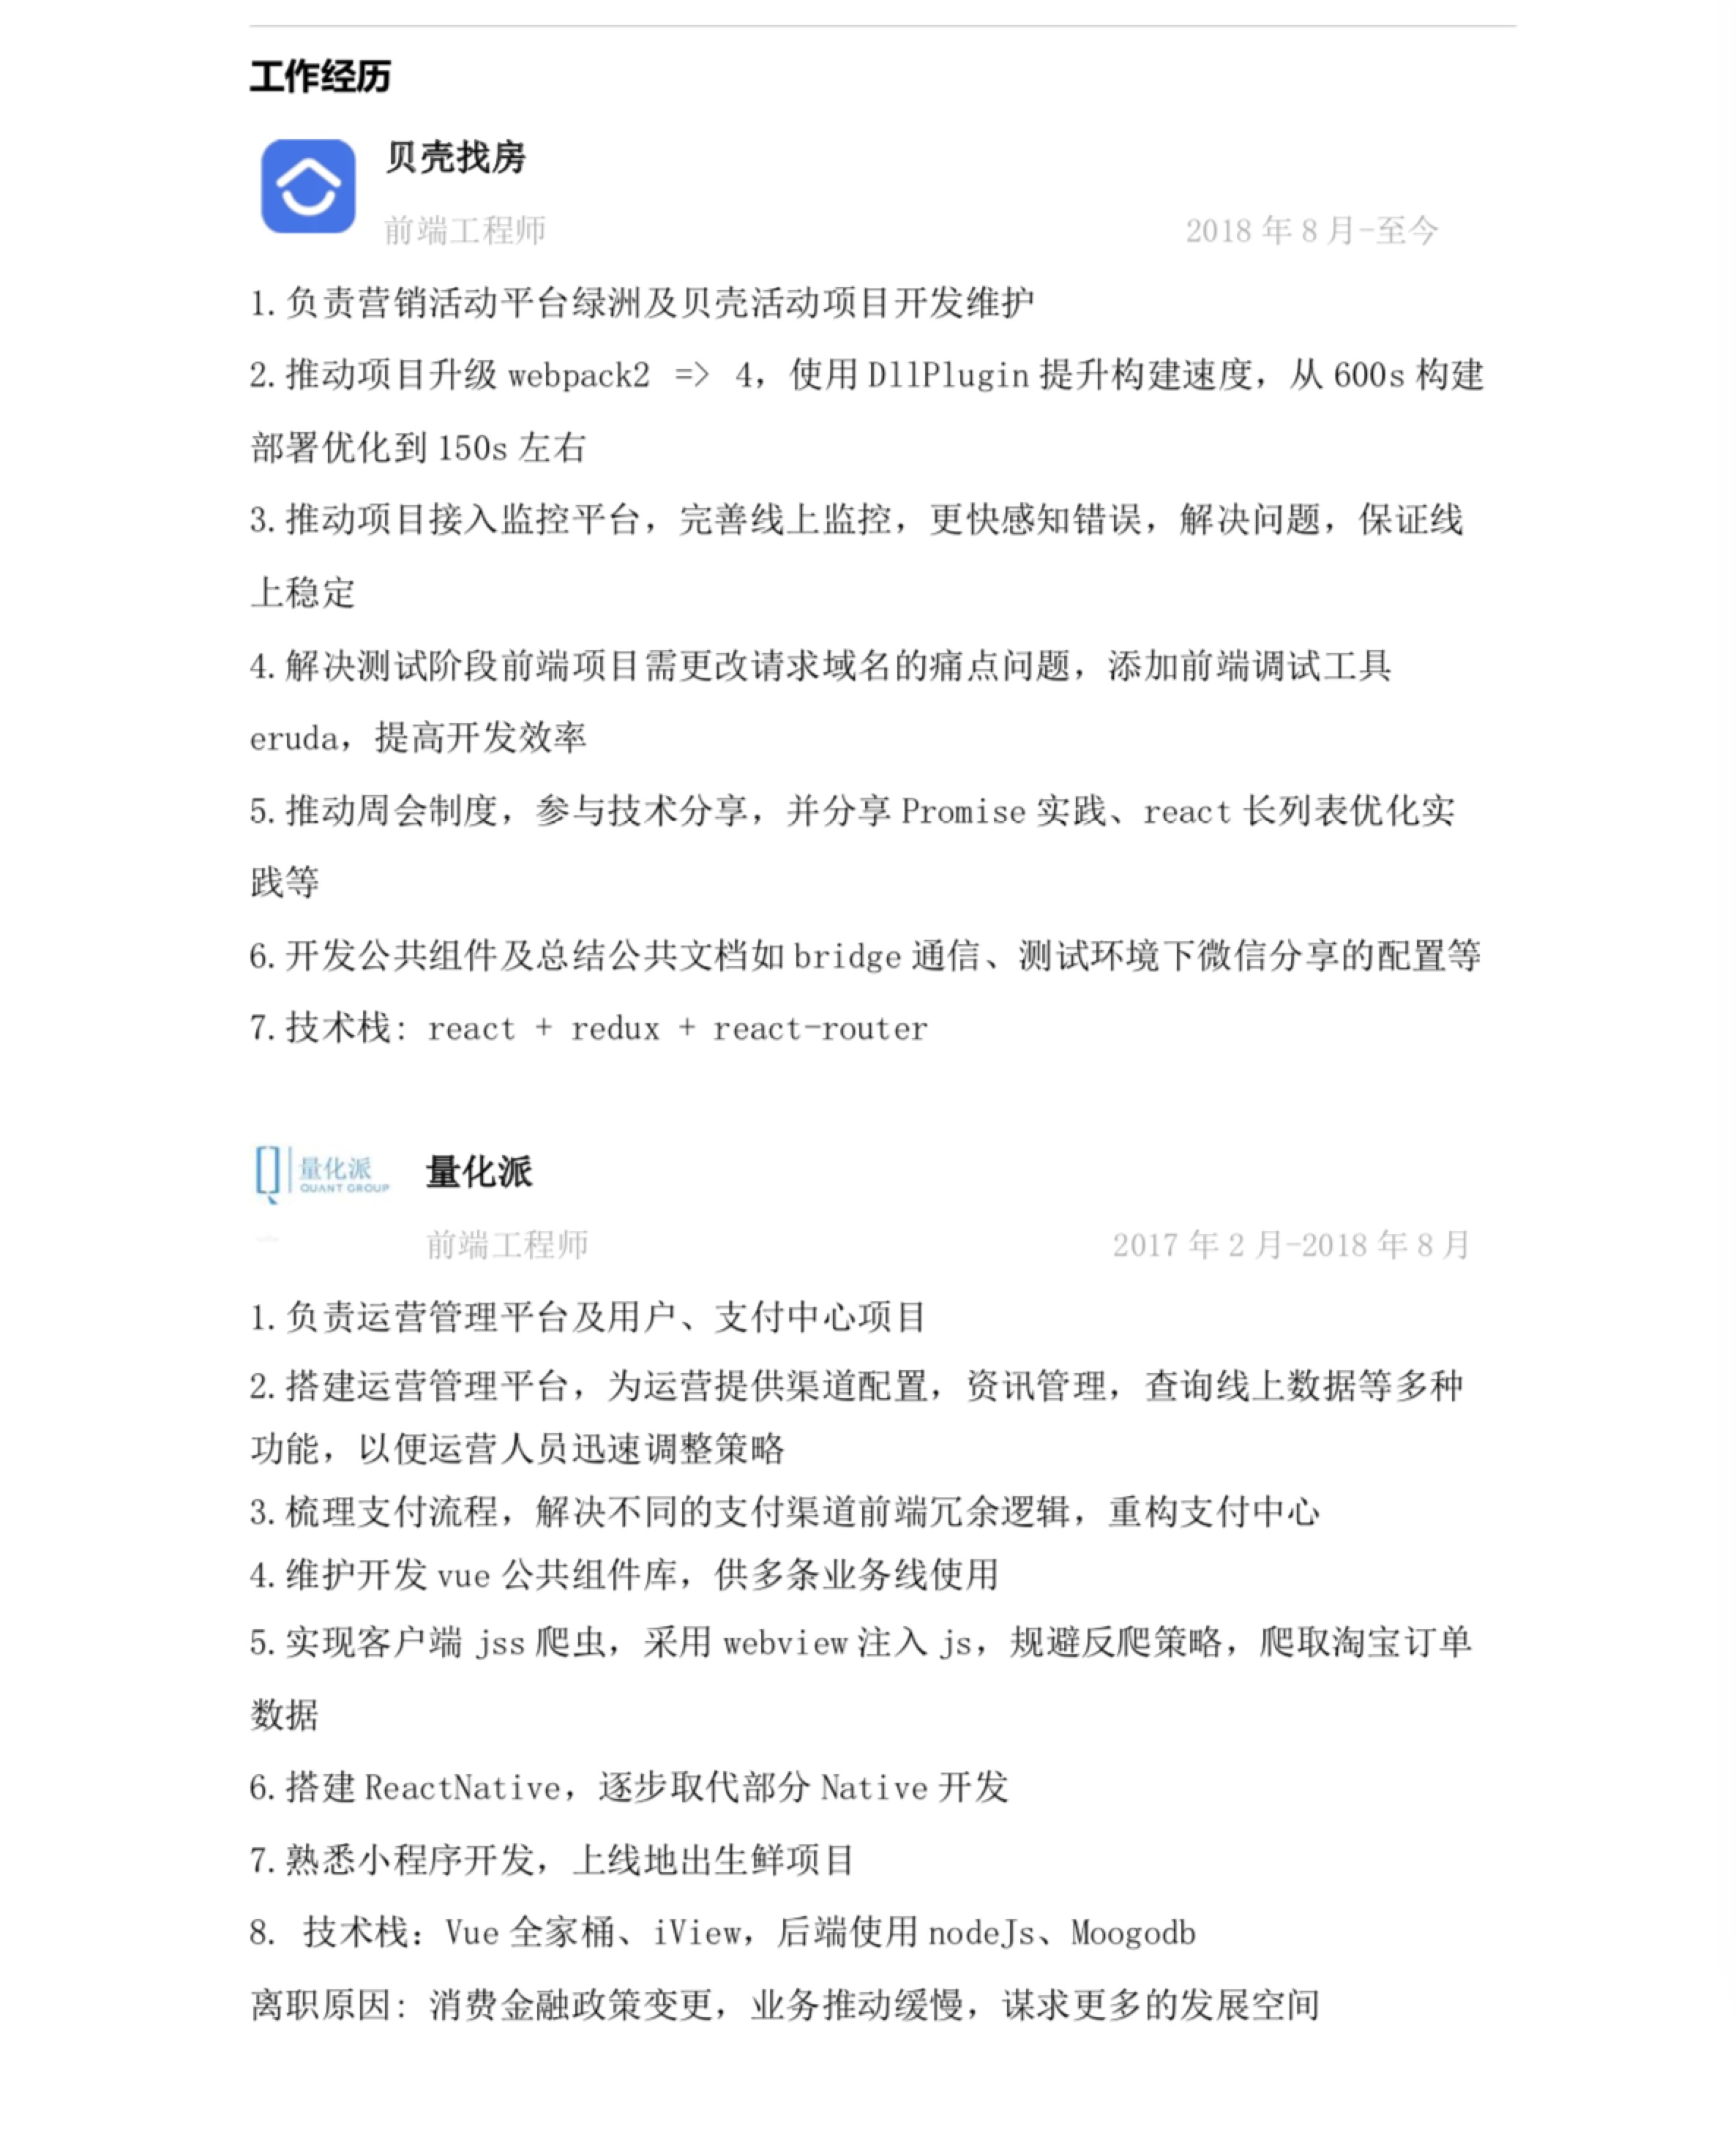 工作经历
贝壳找房
前端工程师 2018 年 8 月-至今
1. 负责营销活动平台绿洲及贝壳活动项目开发维护
2. 推动项目升级 webpack2 => 4，使用 DllPlugin 提升构建速度，从 600s 构建
部署优化到 150s 左右
3. 推动项目接入监控平台，完善线上监控，更快感知错误，解决问题，保证线
上稳定
4. 解决测试阶段前端项目需更改请求域名的痛点问题，添加前端调试工具
eruda，提高开发效率
5. 推动周会制度，参与技术分享，并分享 Promise 实践、react 长列表优化实
践等
6. 开发公共组件及总结公共文档如 bridge 通信、测试环境下微信分享的配置等
7. 技术栈: react + redux + react-router
量化派
QUANT GROUP
量化派
前端工程师 2017 年 2 月-2018 年 8 月
1. 负责运营管理平台及用户、支付中心项目
2. 搭建运营管理平台，为运营提供渠道配置，资讯管理，查询线上数据等多种
功能，以便运营人员迅速调整策略
3. 梳理支付流程，解决不同的支付渠道前端冗余逻辑，重构支付中心
4. 维护开发 vue 公共组件库，供多条业务线使用
5. 实现客户端 jss 爬虫，采用 webview 注入 js，规避反爬策略，爬取淘宝订单
数据
6. 搭建 ReactNative，逐步取代部分 Native 开发
7. 熟悉小程序开发，上线地出生鲜项目
8. 技术栈：Vue 全家桶、iView，后端使用 nodeJs、Moogodb
离职原因: 消费金融政策变更，业务推动缓慢，谋求更多的发展空间